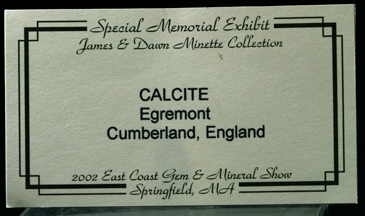 Special Memorial Exhibit
James & Dawn Minette Collection
CALCITE
Egremont
Cumberland, England
2002 East Coast Gem & Mineral Show
Springfield, MA